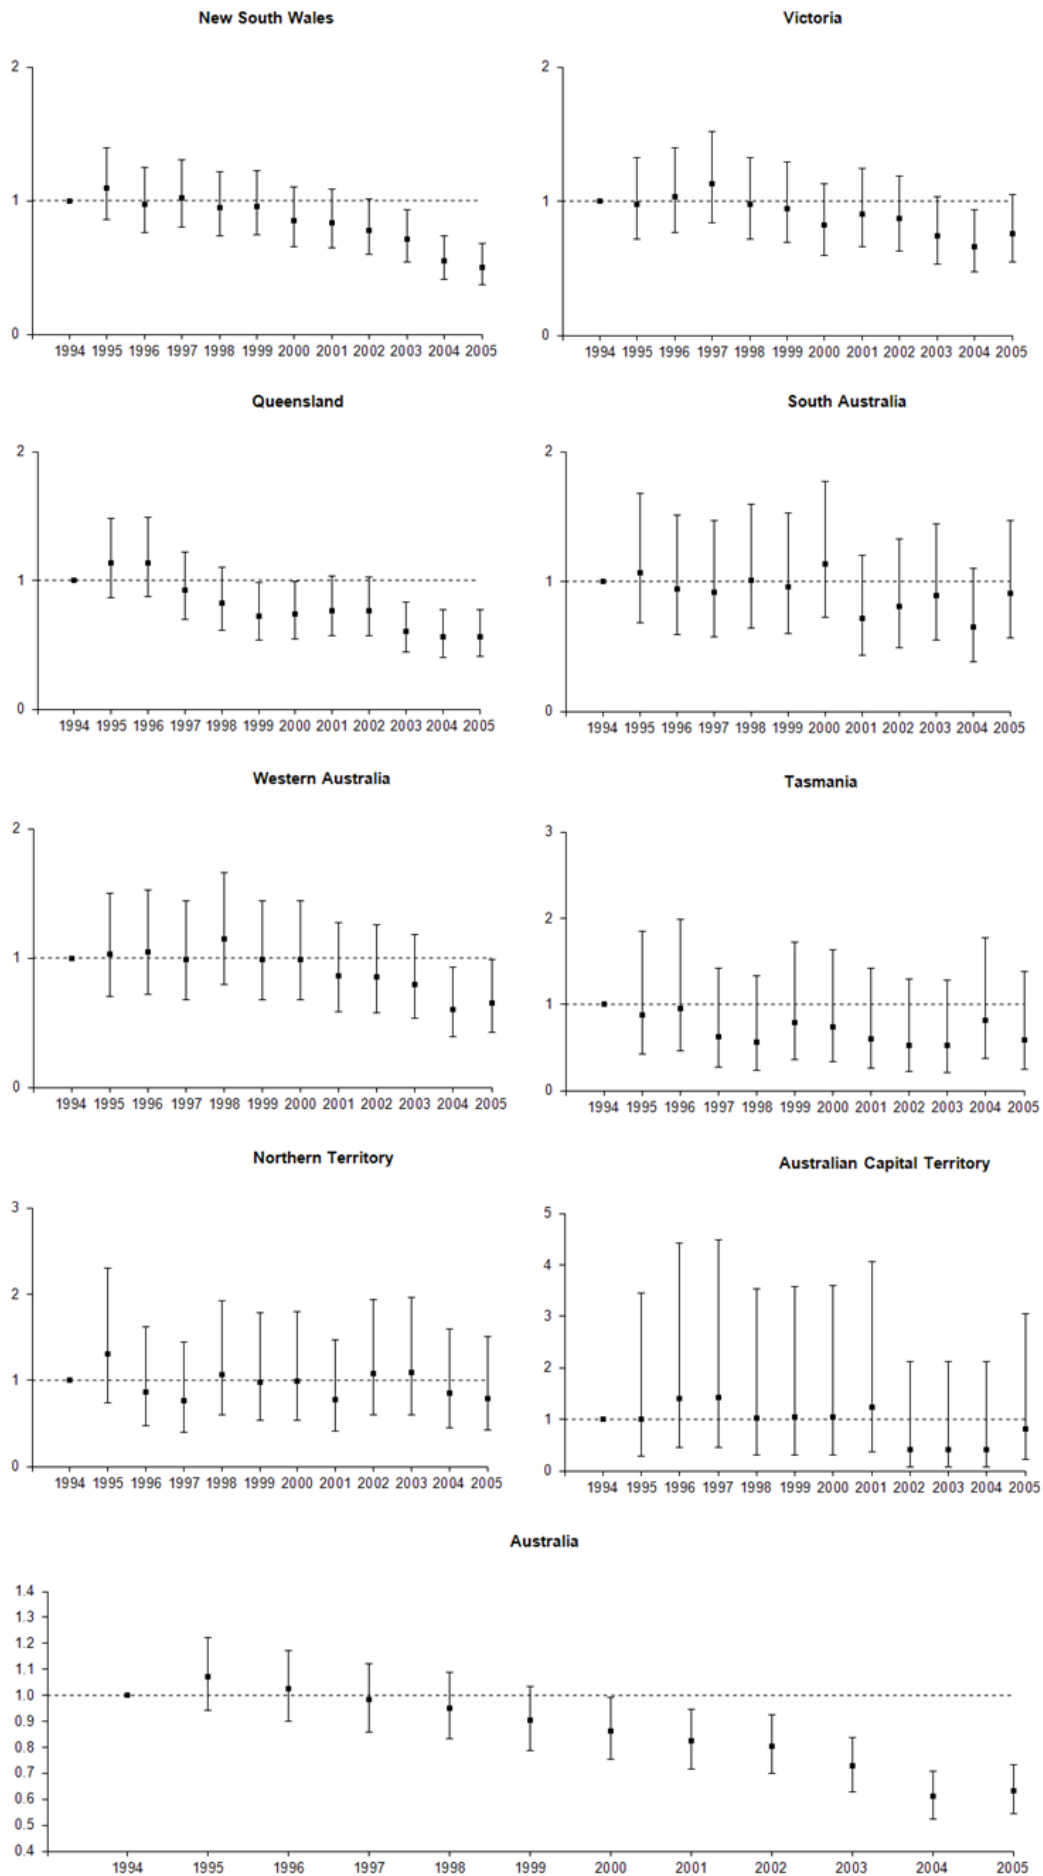 New South Wales
2
1
0
1994 1995 1996 1997 1998 1999 2000 2001 2002 2003 2004 2005
Victoria
2
1
0
1994 1995 1996 1997 1998 1999 2000 2001 2002 2003 2004 2005
Queensland
2
1
0
1994 1995 1996 1997 1998 1999 2000 2001 2002 2003 2004 2005
South Australia
2
1
0
1994 1995 1996 1997 1998 1999 2000 2001 2002 2003 2004 2005
Western Australia
2
1
0
1994 1995 1996 1997 1998 1999 2000 2001 2002 2003 2004 2005
Tasmania
3
2
1
0
1994 1995 1996 1997 1998 1999 2000 2001 2002 2003 2004 2005
Northern Territory
3
2
1
0
1994 1995 1996 1997 1998 1999 2000 2001 2002 2003 2004 2005
Australian Capital Territory
5
4
3
2
1
0
1994 1995 1996 1997 1998 1999 2000 2001 2002 2003 2004 2005
Australia
1.4
1.3
1.2
1.1
1.0
0.9
0.8
0.7
0.6
0.5
0.4
1994 1995 1996 1997 1998 1999 2000 2001 2002 2003 2004 2005